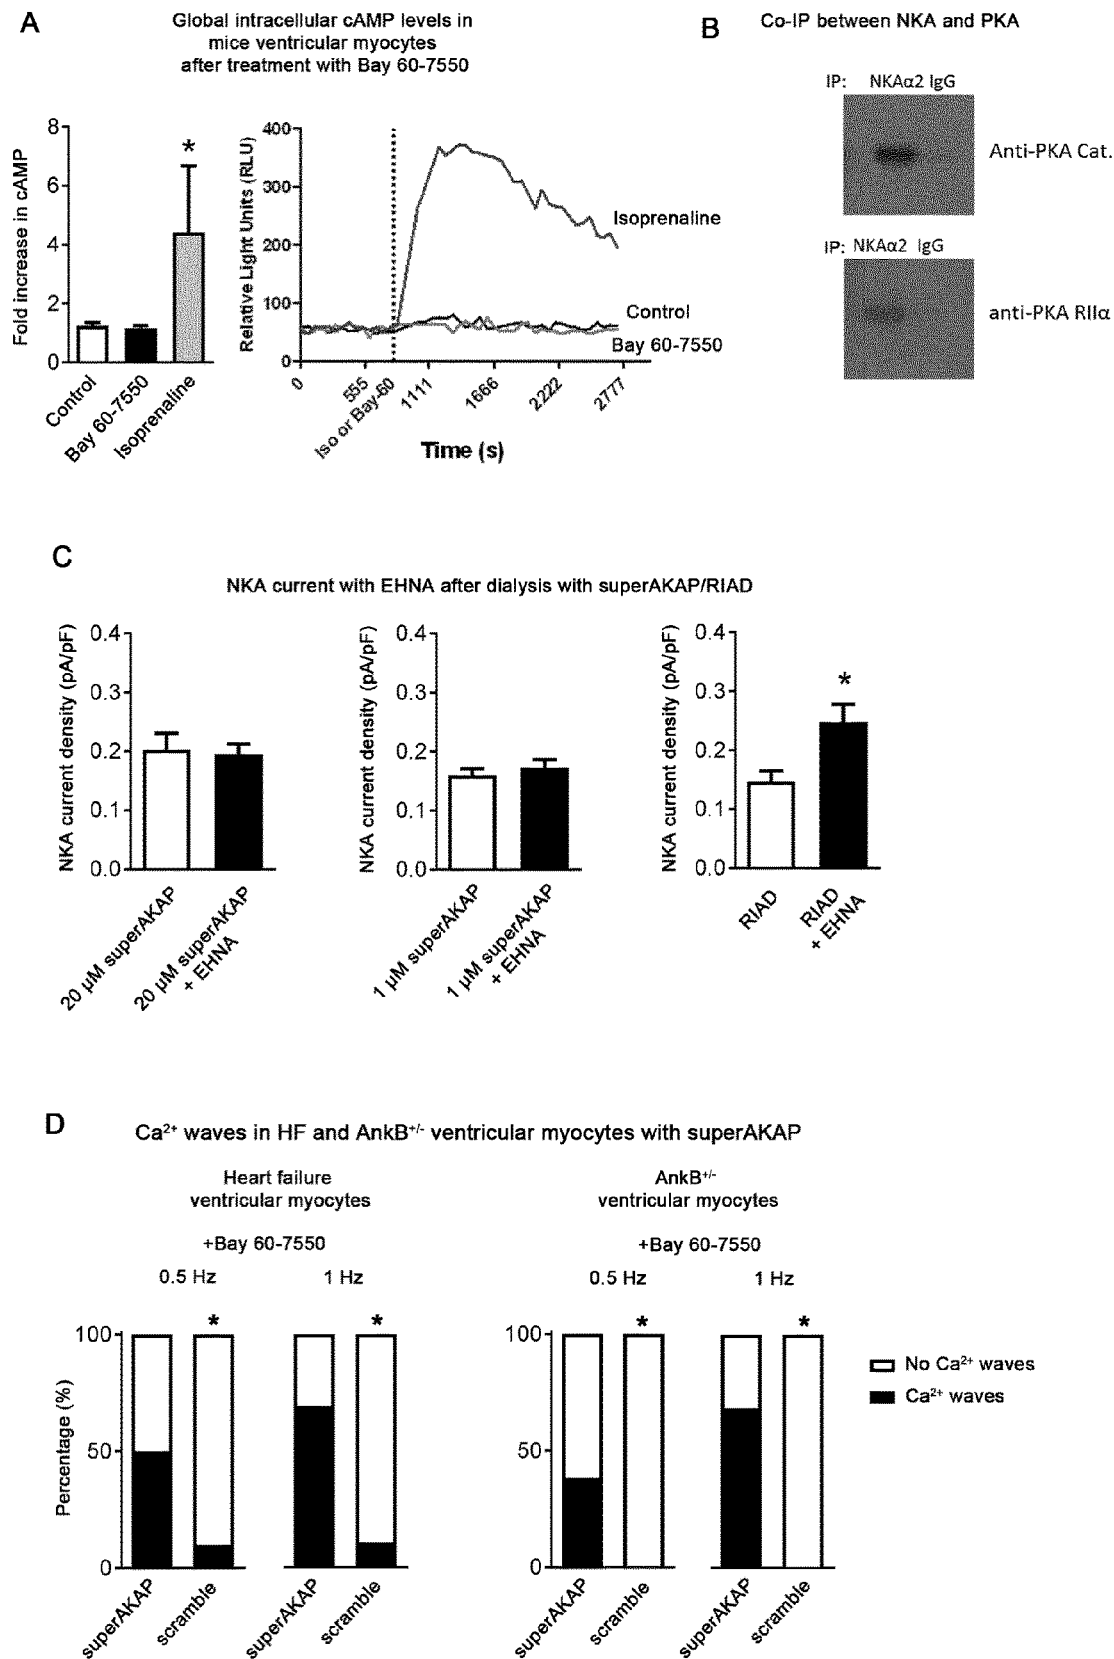 A
Global intracellular cAMP levels in
mice ventricular myocytes
after treatment with Bay 60-7550
Fold increase in cAMP
8
6
4
2
0
*
Control
Bay 60-7550
Isoprenaline
Relative Light Units (RLU)
400
300
200
100
0
Isoprenaline
Control
Bay 60-7550
0
555
Iso or Bay-60
1111
1666
2222
2777
Time (s)
B
Co-IP between NKA and PKA
IP: NKAα2 IgG
Anti-PKA Cat.
IP: NKAα2 IgG
anti-PKA RIIα
C
NKA current with EHNA after dialysis with superAKAP/RIAD
NKA current density (pA/pF)
0.4
0.3
0.2
0.1
0.0
20 µM superAKAP
20 µM superAKAP
+ EHNA
NKA current density (pA/pF)
0.4
0.3
0.2
0.1
0.0
1 µM superAKAP
1 µM superAKAP
+ EHNA
NKA current density (pA/pF)
0.4
0.3
0.2
0.1
0.0
*
RIAD
RIAD
+ EHNA
D
Ca²⁺ waves in HF and AnkB⁺/⁻ ventricular myocytes with superAKAP
Heart failure
ventricular myocytes
+Bay 60-7550
0.5 Hz
1 Hz
Percentage (%)
100
50
0
*
*
superAKAP
scramble
superAKAP
scramble
AnkB⁺/⁻
ventricular myocytes
+Bay 60-7550
0.5 Hz
1 Hz
100
50
0
*
*
superAKAP
scramble
superAKAP
scramble
No Ca²⁺ waves
Ca²⁺ waves